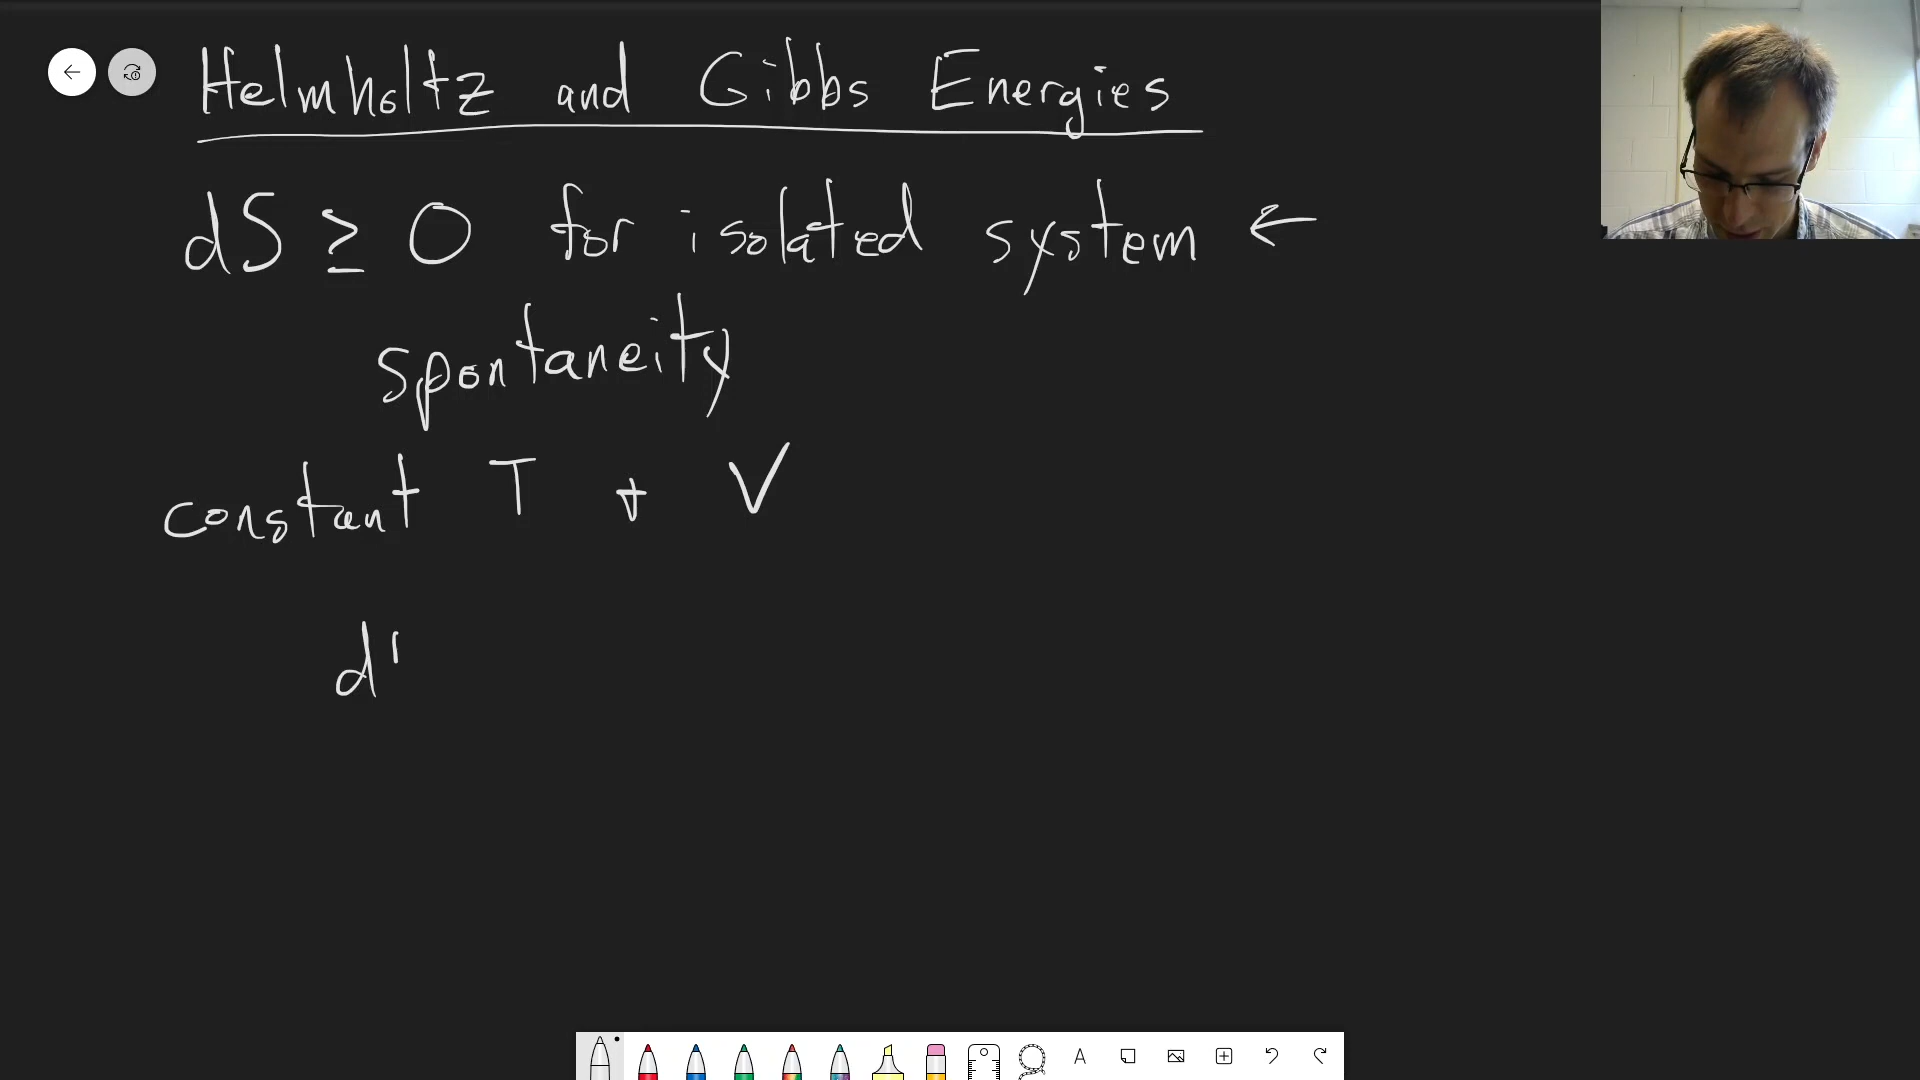 Helmholtz and Gibbs Energies
dS ≥ 0 for isolated system ←
spontaneity
constant T + V
d
A